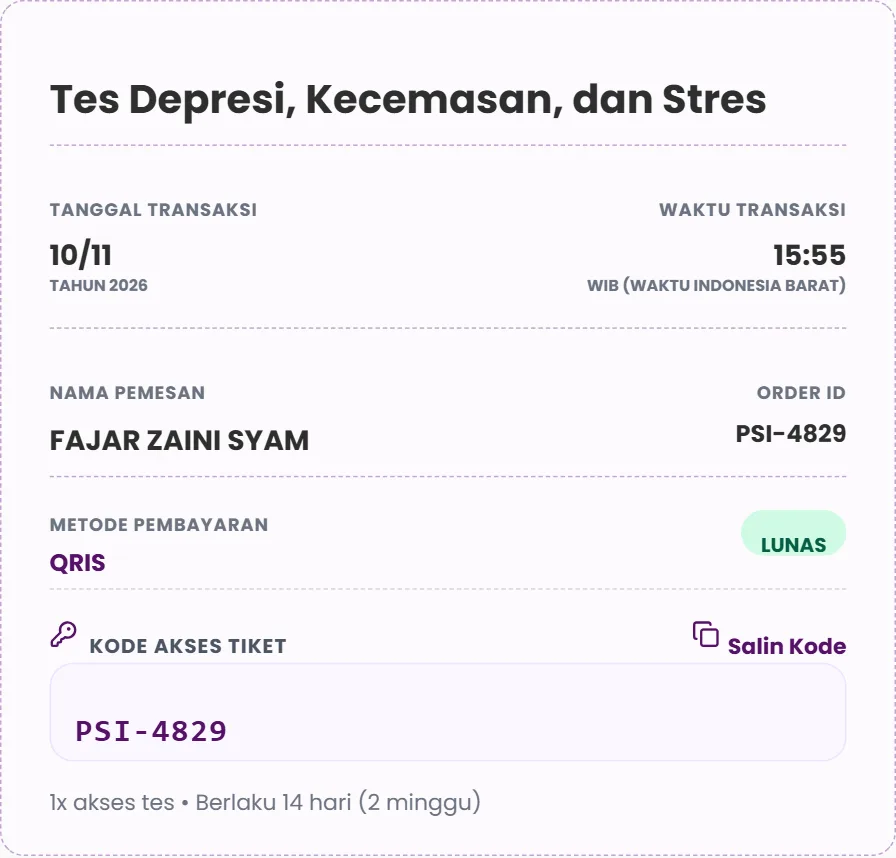 Tes Depresi, Kecemasan, dan Stres
TANGGAL TRANSAKSI
10/11
TAHUN 2026
WAKTU TRANSAKSI
15:55
WIB (WAKTU INDONESIA BARAT)
NAMA PEMESAN
FAJAR ZAINI SYAM
ORDER ID
PSI-4829
METODE PEMBAYARAN
QRIS
LUNAS
KODE AKSES TIKET
Salin Kode
PSI-4829
1x akses tes • Berlaku 14 hari (2 minggu)